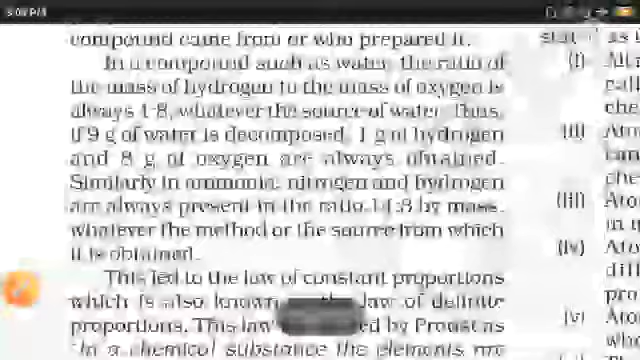 compound came from or who prepared it.
In a compound such as water, the ratio of
the mass of hydrogen to the mass of oxygen is
always 1:8, whatever the source of water. Thus,
if 9 g of water is decomposed, 1 g of hydrogen
and 8 g of oxygen are always obtained.
Similarly in ammonia, nitrogen and hydrogen
are always present in the ratio 14:3 by mass,
whatever the method or the source from which
it is obtained.
This led to the law of constant proportions
which is also known law of definite
proportions. This law ed by Proust as
"In a chemical substance the elements are
(i)
(ii)
(iii)
(iv)
(v)